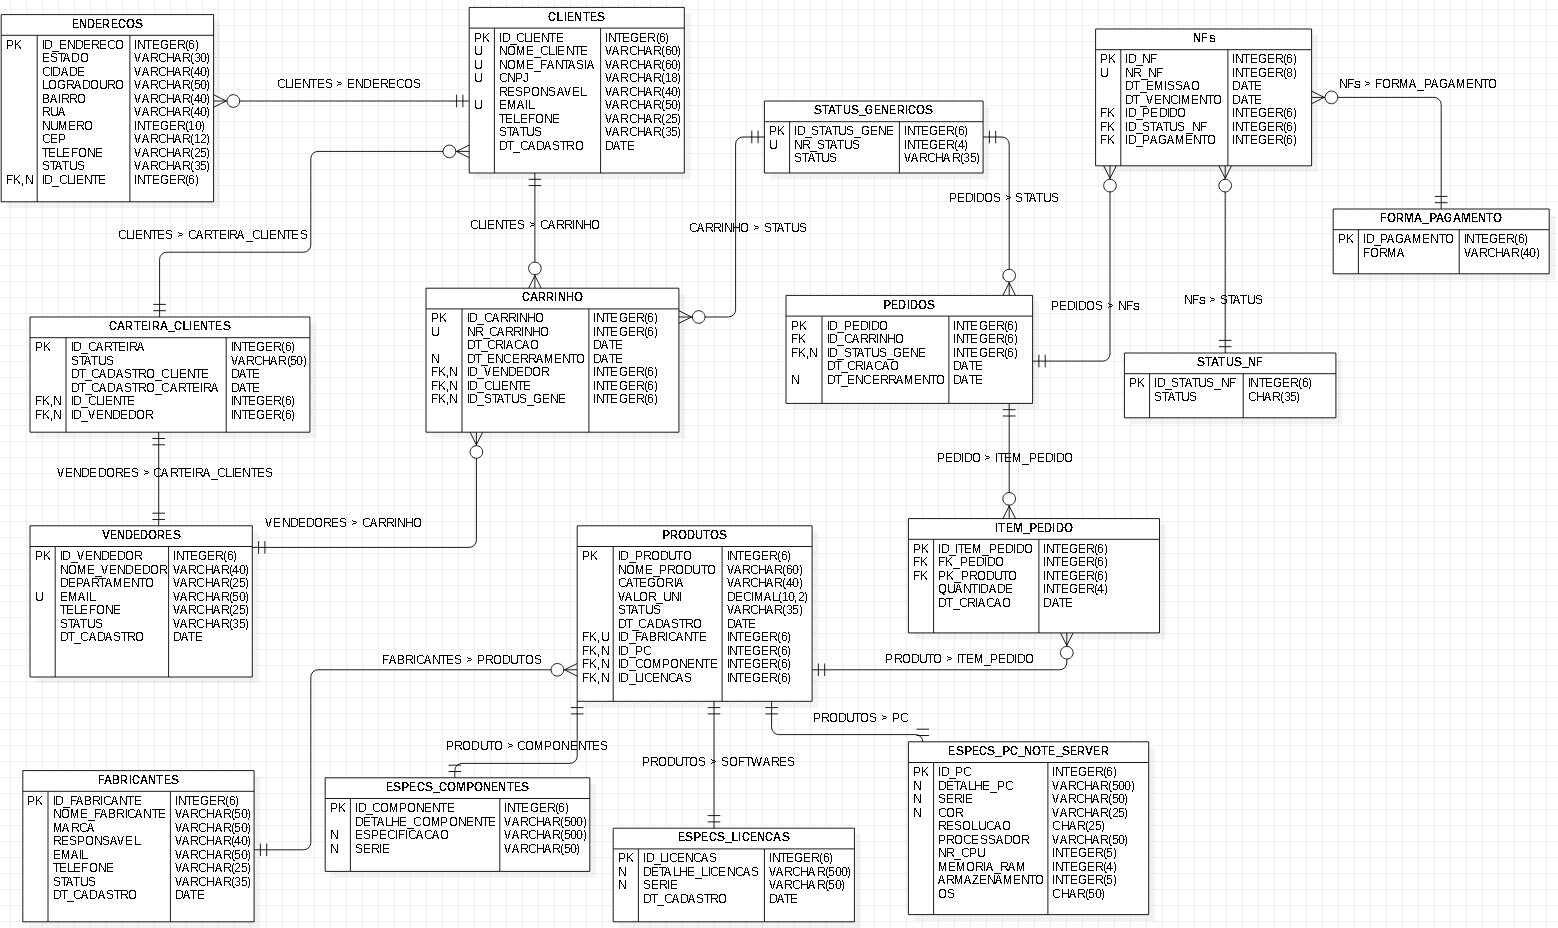 ENDERECOS
PK ID_ENDERECO INTEGER(6)
ESTADO VARCHAR(30)
CIDADE VARCHAR(40)
LOGRADOURO VARCHAR(50)
BAIRRO VARCHAR(40)
RUA VARCHAR(40)
NUMERO INTEGER(10)
CEP VARCHAR(12)
TELEFONE VARCHAR(25)
STATUS VARCHAR(35)
FK,N ID_CLIENTE INTEGER(6)
CLIENTES > ENDERECOS
CLIENTES
PK ID_CLIENTE INTEGER(6)
U NOME_CLIENTE VARCHAR(60)
U NOME_FANTASIA VARCHAR(60)
U CNPJ VARCHAR(18)
RESPONSAVEL VARCHAR(40)
U EMAIL VARCHAR(50)
TELEFONE VARCHAR(25)
STATUS VARCHAR(35)
DT_CADASTRO DATE
STATUS_GENERICOS
PK ID_STATUS_GENE INTEGER(6)
U NR_STATUS INTEGER(4)
STATUS VARCHAR(35)
NFs
PK ID_NF INTEGER(6)
U NR_NF INTEGER(8)
DT_EMISSAO DATE
DT_VENCIMENTO DATE
FK ID_PEDIDO INTEGER(6)
FK ID_STATUS_NF INTEGER(6)
FK ID_PAGAMENTO INTEGER(6)
NFs > FORMA_PAGAMENTO
FORMA_PAGAMENTO
PK ID_PAGAMENTO INTEGER(6)
FORMA VARCHAR(40)
CLIENTES > CARTEIRA_CLIENTES
CLIENTES > CARRINHO
CARRINHO > STATUS
PEDIDOS > STATUS
PEDIDOS > NFs
NFs > STATUS
CARTEIRA_CLIENTES
PK ID_CARTEIRA INTEGER(6)
STATUS VARCHAR(50)
DT_CADASTRO_CLIENTE DATE
DT_CADASTRO_CARTEIRA DATE
FK,N ID_CLIENTE INTEGER(6)
FK,N ID_VENDEDOR INTEGER(6)
CARRINHO
PK ID_CARRINHO INTEGER(6)
U NR_CARRINHO INTEGER(6)
DT_CRIACAO DATE
N DT_ENCERRAMENTO DATE
FK,N ID_VENDEDOR INTEGER(6)
FK,N ID_CLIENTE INTEGER(6)
FK,N ID_STATUS_GENE INTEGER(6)
PEDIDOS
PK ID_PEDIDO INTEGER(6)
FK ID_CARRINHO INTEGER(6)
FK,N ID_STATUS_GENE INTEGER(6)
DT_CRIACAO DATE
N DT_ENCERRAMENTO DATE
STATUS_NF
PK ID_STATUS_NF INTEGER(6)
STATUS CHAR(35)
VENDEDORES > CARTEIRA_CLIENTES
VENDEDORES > CARRINHO
PEDIDO > ITEM_PEDIDO
VENDEDORES
PK ID_VENDEDOR INTEGER(6)
NOME_VENDEDOR VARCHAR(40)
DEPARTAMENTO VARCHAR(25)
U EMAIL VARCHAR(50)
TELEFONE VARCHAR(25)
STATUS VARCHAR(35)
DT_CADASTRO DATE
PRODUTOS
PK ID_PRODUTO INTEGER(6)
NOME_PRODUTO VARCHAR(60)
CATEGORIA VARCHAR(40)
VALOR_UNI DECIMAL(10,2)
STATUS VARCHAR(35)
DT_CADASTRO DATE
FK,U ID_FABRICANTE INTEGER(6)
FK,N ID_PC INTEGER(6)
FK,N ID_COMPONENTE INTEGER(6)
FK,N ID_LICENCAS INTEGER(6)
ITEM_PEDIDO
PK ID_ITEM_PEDIDO INTEGER(6)
FK FK_PEDIDO INTEGER(6)
FK PK_PRODUTO INTEGER(6)
QUANTIDADE INTEGER(4)
DT_CRIACAO DATE
FABRICANTES > PRODUTOS
PRODUTO > ITEM_PEDIDO
PRODUTO > COMPONENTES
PRODUTOS > SOFTWARES
PRODUTOS > PC
FABRICANTES
PK ID_FABRICANTE INTEGER(6)
NOME_FABRICANTE VARCHAR(50)
MARCA VARCHAR(50)
RESPONSAVEL VARCHAR(40)
EMAIL VARCHAR(50)
TELEFONE VARCHAR(25)
STATUS VARCHAR(35)
DT_CADASTRO DATE
ESPECS_COMPONENTES
PK ID_COMPONENTE INTEGER(6)
DETALHE_COMPONENTE VARCHAR(500)
N ESPECIFICACAO VARCHAR(500)
N SERIE VARCHAR(50)
ESPECS_LICENCAS
PK ID_LICENCAS INTEGER(6)
N DETALHE_LICENCAS VARCHAR(500)
N SERIE VARCHAR(50)
DT_CADASTRO DATE
ESPECS_PC_NOTE_SERVER
PK ID_PC INTEGER(6)
N DETALHE_PC VARCHAR(500)
N SERIE VARCHAR(50)
N COR VARCHAR(25)
RESOLUCAO CHAR(25)
PROCESSADOR VARCHAR(50)
NR_CPU INTEGER(5)
MEMORIA_RAM INTEGER(4)
ARMAZENAMENTO INTEGER(5)
OS CHAR(50)